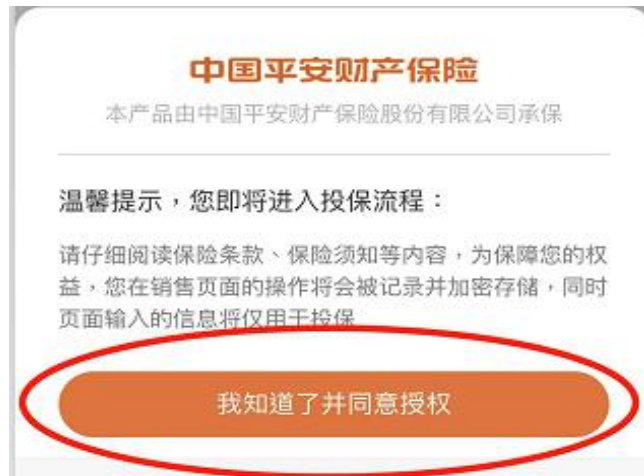 中国平安财产保险
本产品由中国平安财产保险股份有限公司承保
温馨提示，您即将进入投保流程：
请仔细阅读保险条款、保险须知等内容，为保障您的权
益，您在销售页面的操作将会被记录并加密存储，同时
页面输入的信息将仅用于投保
我知道了并同意授权